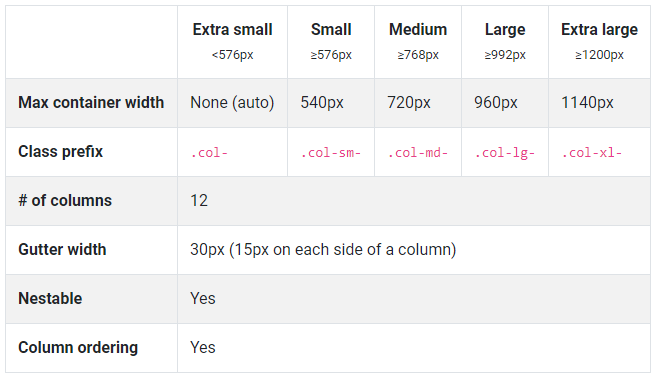 Extra small Small Medium Large Extra large
<576px ≥576px ≥768px ≥992px ≥1200px
Max container width None (auto) 540px 720px 960px 1140px
Class prefix .col- .col-sm- .col-md- .col-lg- .col-xl-
# of columns 12
Gutter width 30px (15px on each side of a column)
Nestable Yes
Column ordering Yes